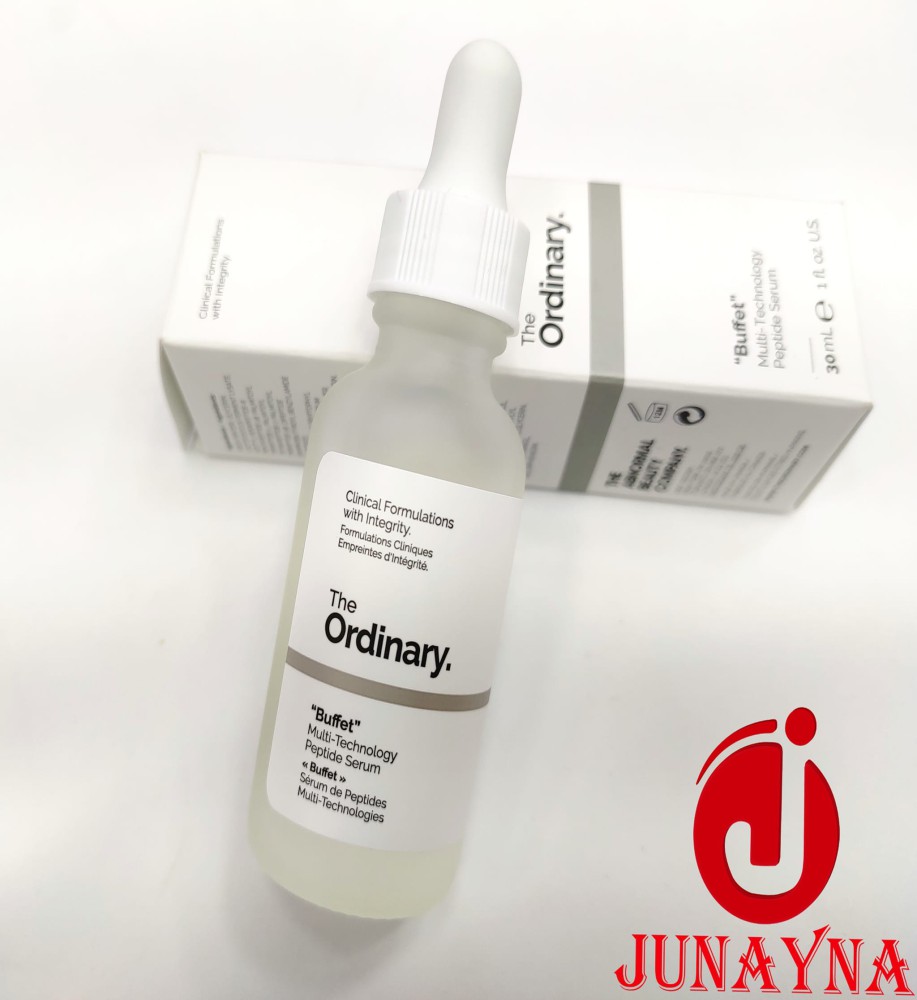 Clinical Formulations
with Integrity.
The
Ordinary.
"Buffet"
Multi-Technology
Peptide Serum
30 mL e 1 fl. oz U.S.
12M
THE
ABNORMAL
BEAUTY
COMPANY.
Clinical Formulations
with Integrity.
Formulations Cliniques
Empreintes d'Intégrité.
The
Ordinary.
"Buffet"
Multi-Technology
Peptide Serum
« Buffet »
Sérum de Peptides
Multi-Technologies
JUNAYNA